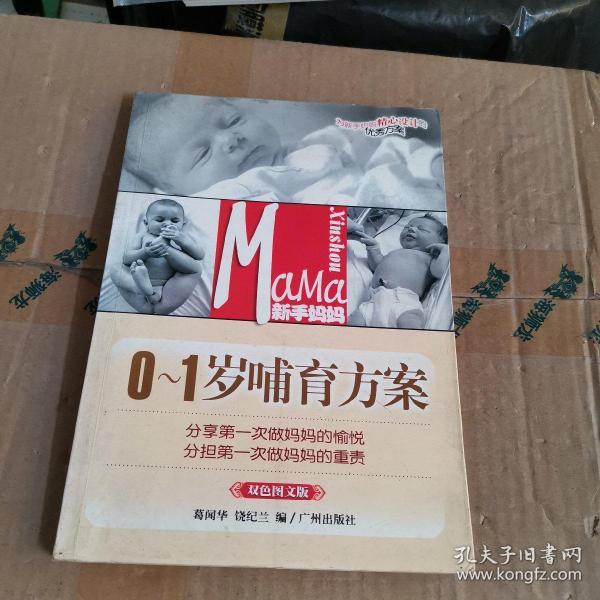 为新手妈妈精心设计的
优秀方案
Xinshou
Mama
新手妈妈
0~1岁哺育方案
分享第一次做妈妈的愉悦
分担第一次做妈妈的重责
双色图文版
葛闻华 饶纪兰 编/广州出版社
孔夫子旧书网
www.kongfz.com